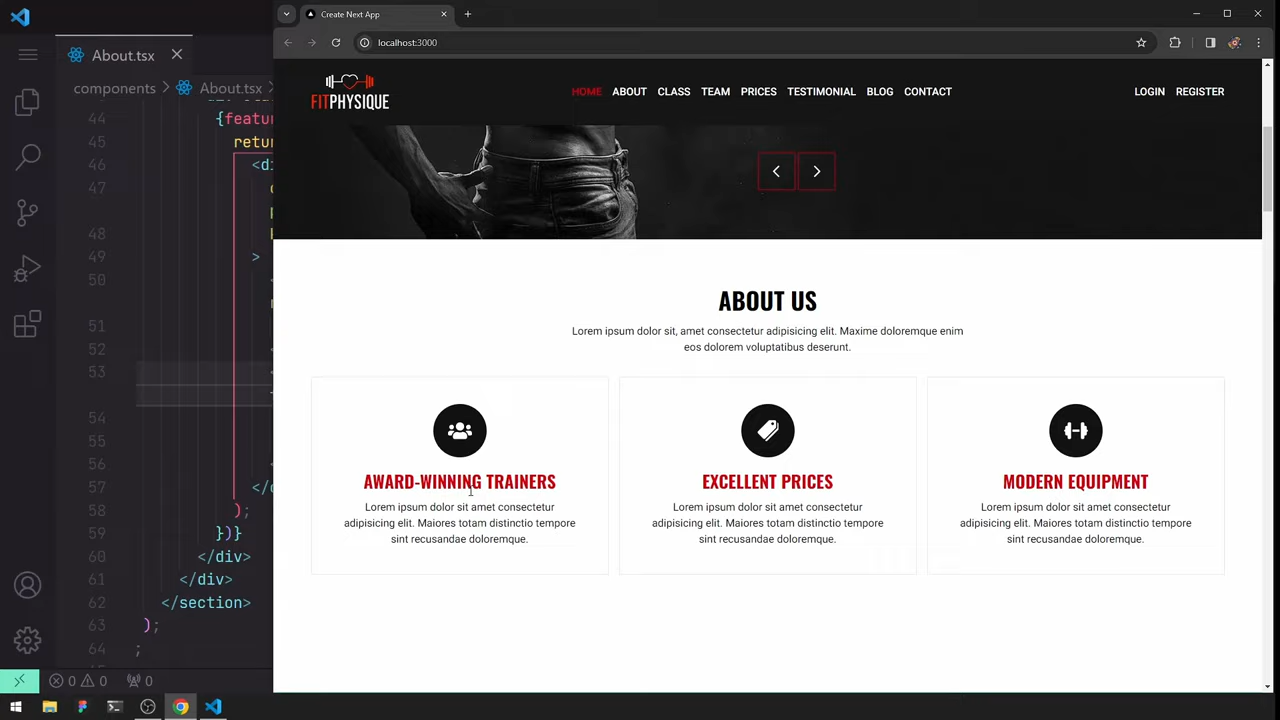 Create Next App
About.tsx
localhost:3000
components
About.tsx
FITPHYSIQUE
HOME ABOUT CLASS TEAM PRICES TESTIMONIAL BLOG CONTACT
LOGIN REGISTER
44 {featu
45 retur
46 <di
47
48
49 >
50
51
52
53
54
55
56
57 </
58 );
59 })}
60 </div>
61 </div>
62 </section>
63 );
64 ;
0 0 0
ABOUT US
Lorem ipsum dolor sit, amet consectetur adipisicing elit. Maxime doloremque enim
eos dolorem voluptatibus deserunt.
AWARD-WINNING TRAINERS
Lorem ipsum dolor sit amet consectetur
adipisicing elit. Maiores totam distinctio tempore
sint recusandae doloremque.
EXCELLENT PRICES
Lorem ipsum dolor sit amet consectetur
adipisicing elit. Maiores totam distinctio tempore
sint recusandae doloremque.
MODERN EQUIPMENT
Lorem ipsum dolor sit amet consectetur
adipisicing elit. Maiores totam distinctio tempore
sint recusandae doloremque.